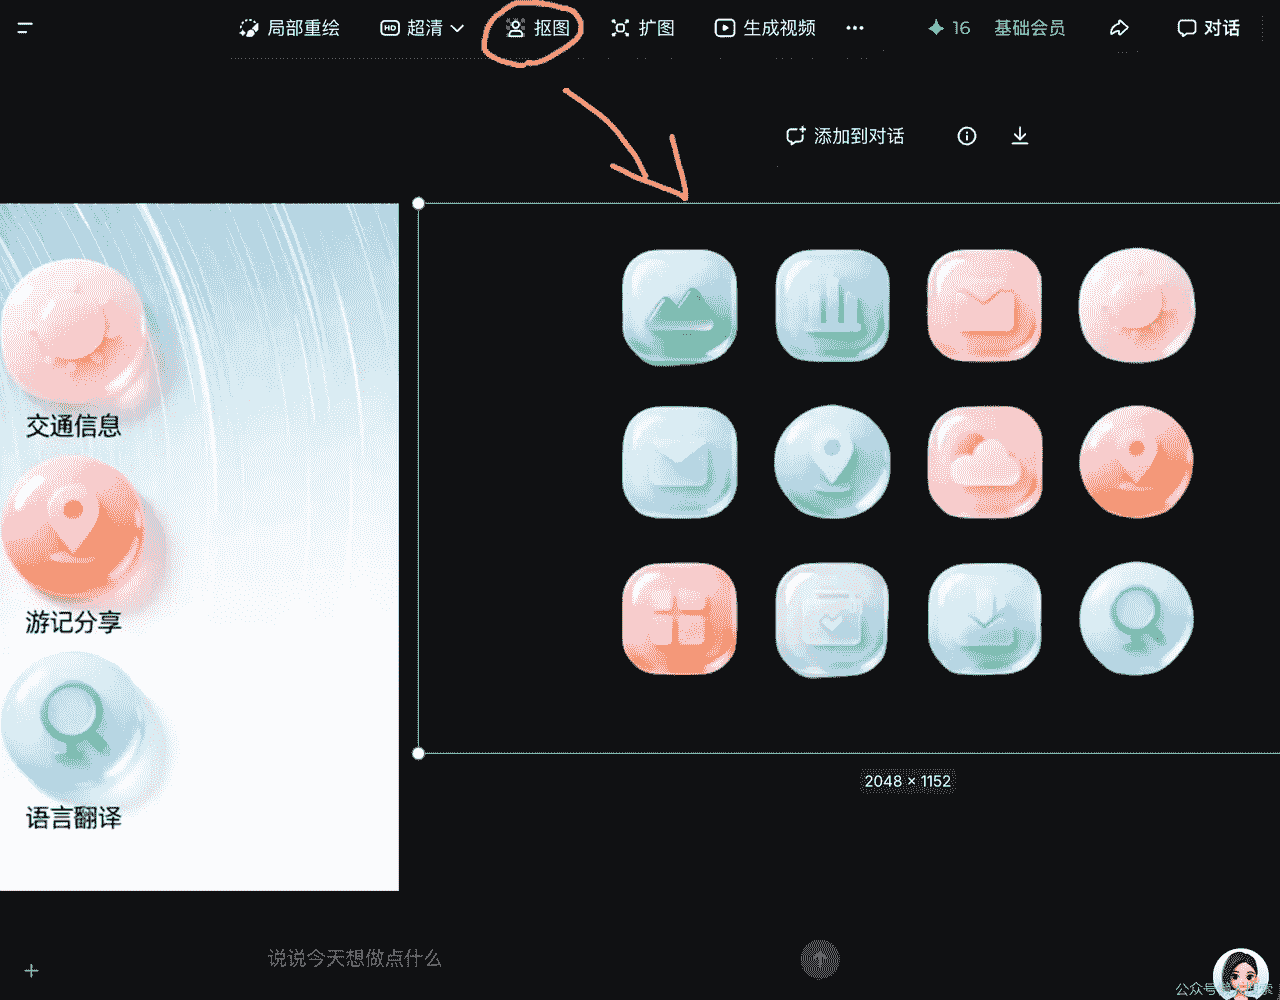 局部重绘 HD 超清 抠图 扩图 生成视频 ••• 16 基础会员 对话
添加到对话
交通信息
游记分享
语言翻译
2048 × 1152
说说今天想做点什么
公众号